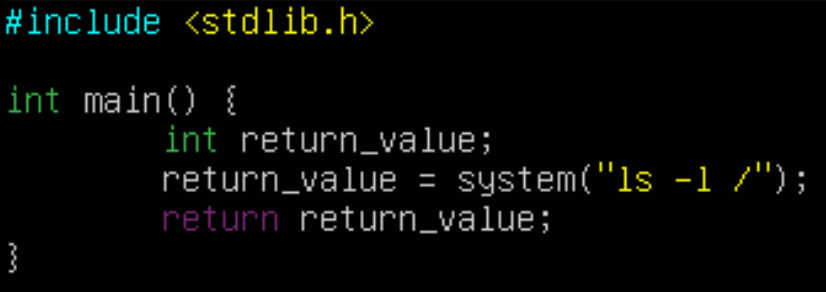 #include <stdlib.h>

int main() {
        int return_value;
        return_value = system("ls -l /");
        return return_value;
}